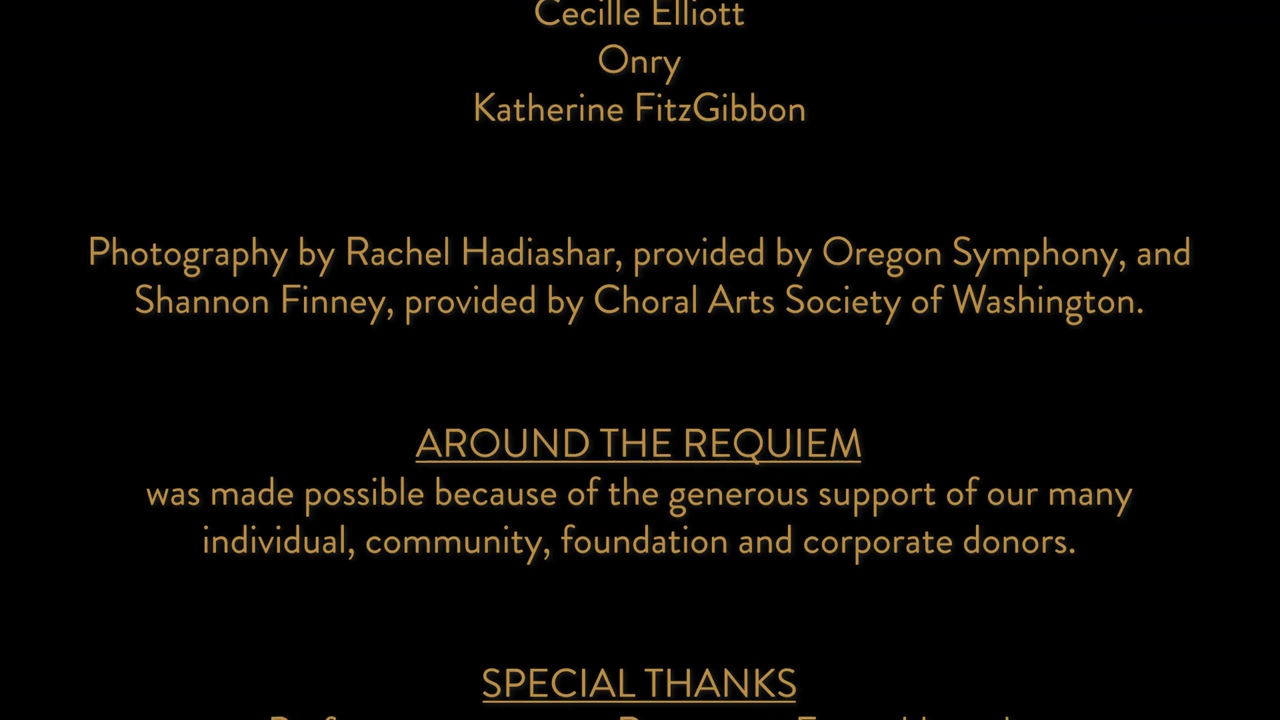 Cecille Elliott
Onry
Katherine FitzGibbon
Photography by Rachel Hadiashar, provided by Oregon Symphony, and
Shannon Finney, provided by Choral Arts Society of Washington.
AROUND THE REQUIEM
was made possible because of the generous support of our many
individual, community, foundation and corporate donors.
SPECIAL THANKS